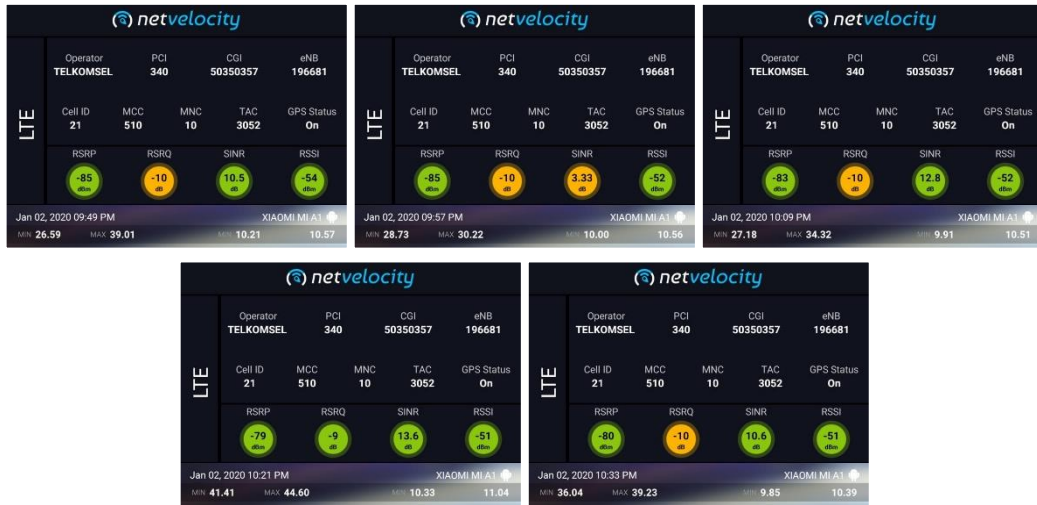 netvelocity
LTE
Operator PCI CGI eNB
TELKOMSEL 340 50350357 196681
Cell ID MCC MNC TAC GPS Status
21 510 10 3052 On
RSRP RSRQ SINR RSSI
-85 -10 10.5 -54
dBm dB dB dBm
Jan 02, 2020 09:49 PM XIAOMI MI A1
MIN 26.59 MAX 39.01 MIN 10.21 10.57
netvelocity
LTE
Operator PCI CGI eNB
TELKOMSEL 340 50350357 196681
Cell ID MCC MNC TAC GPS Status
21 510 10 3052 On
RSRP RSRQ SINR RSSI
-85 -10 3.33 -52
dBm dB dB dBm
Jan 02, 2020 09:57 PM XIAOMI MI A1
MIN 28.73 MAX 30.22 MIN 10.00 10.56
netvelocity
LTE
Operator PCI CGI eNB
TELKOMSEL 340 50350357 196681
Cell ID MCC MNC TAC GPS Status
21 510 10 3052 On
RSRP RSRQ SINR RSSI
-83 -10 12.8 -52
dBm dB dB dBm
Jan 02, 2020 10:09 PM XIAOMI MI A1
MIN 27.18 MAX 34.32 MIN 9.91 10.51
netvelocity
LTE
Operator PCI CGI eNB
TELKOMSEL 340 50350357 196681
Cell ID MCC MNC TAC GPS Status
21 510 10 3052 On
RSRP RSRQ SINR RSSI
-79 -9 13.6 -51
dBm dB dB dBm
Jan 02, 2020 10:21 PM XIAOMI MI A1
MIN 41.41 MAX 44.60 MIN 10.33 11.04
netvelocity
LTE
Operator PCI CGI eNB
TELKOMSEL 340 50350357 196681
Cell ID MCC MNC TAC GPS Status
21 510 10 3052 On
RSRP RSRQ SINR RSSI
-80 -10 10.6 -51
dBm dB dB dBm
Jan 02, 2020 10:33 PM XIAOMI MI A1
MIN 36.04 MAX 39.23 MIN 9.85 10.39